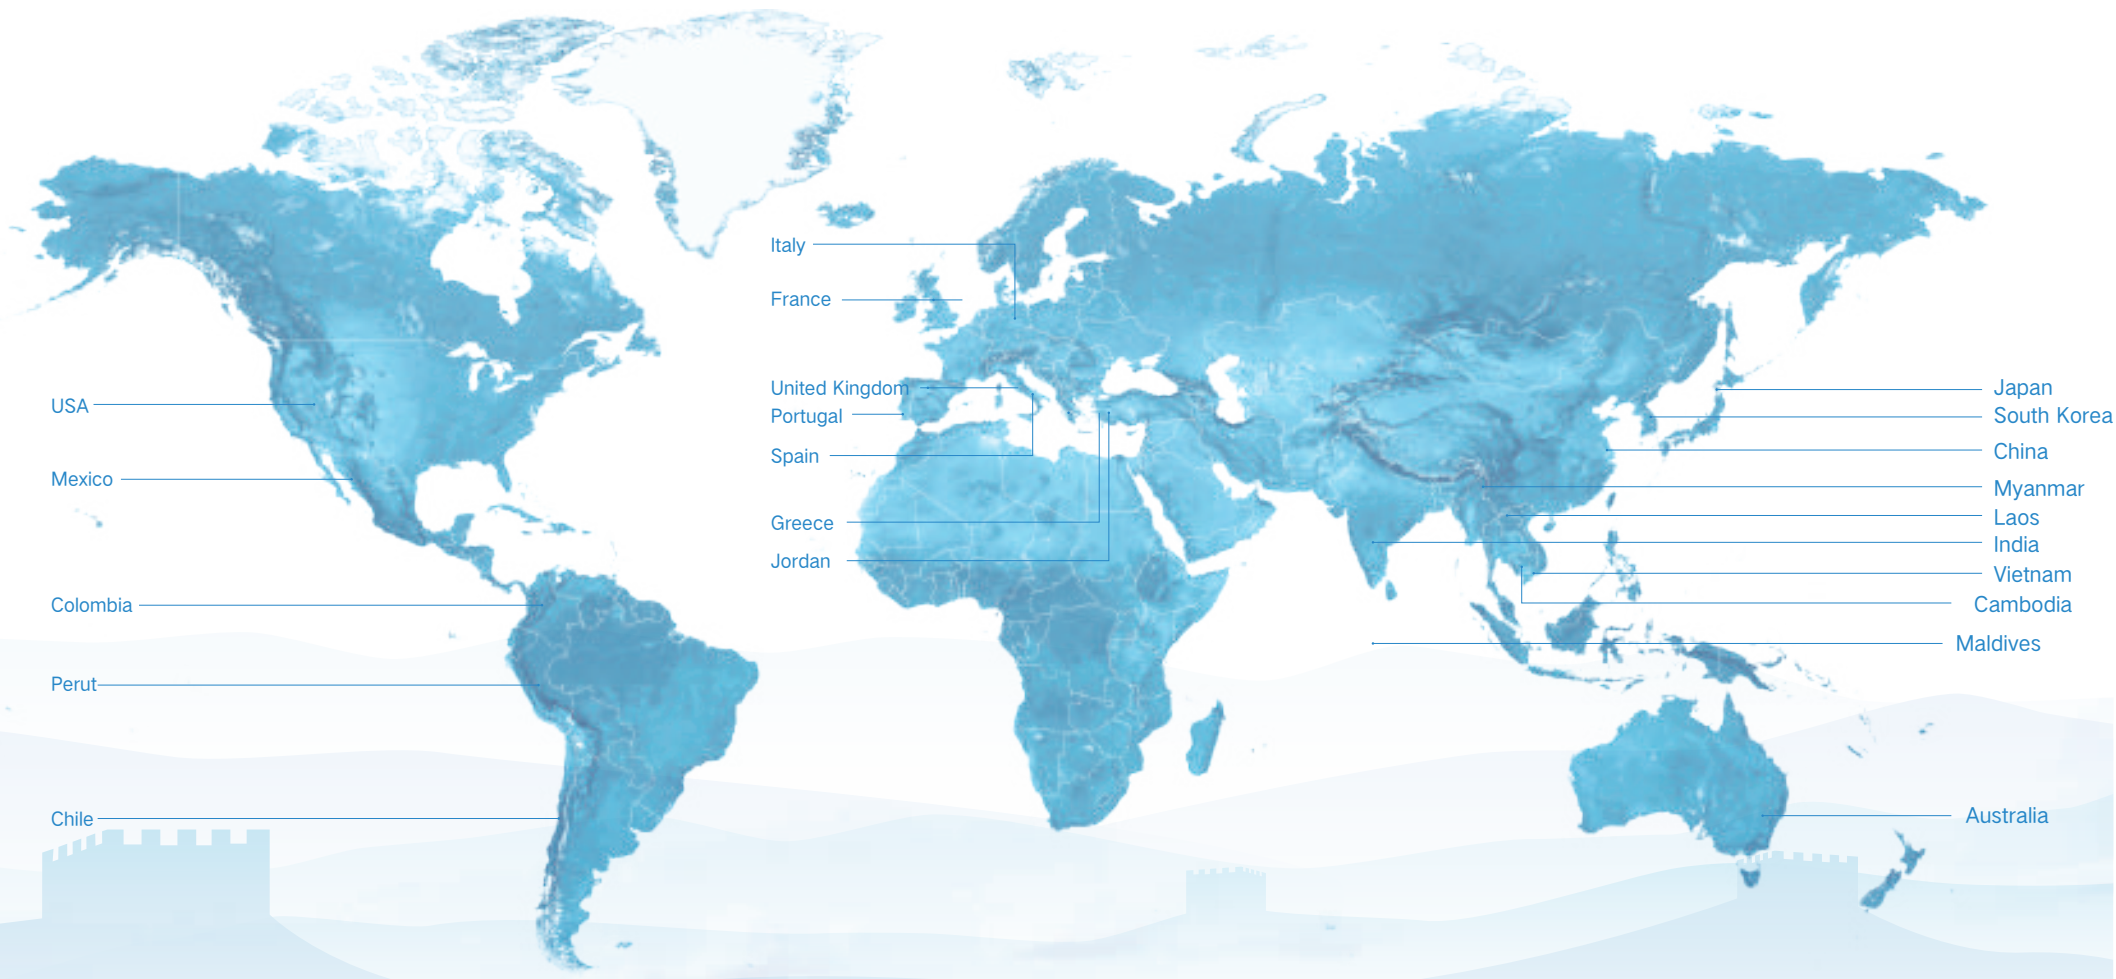 USA
Mexico
Colombia
Perut
Chile
Italy
France
United Kingdom
Portugal
Spain
Greece
Jordan
Japan
South Korea
China
Myanmar
Laos
India
Vietnam
Cambodia
Maldives
Australia